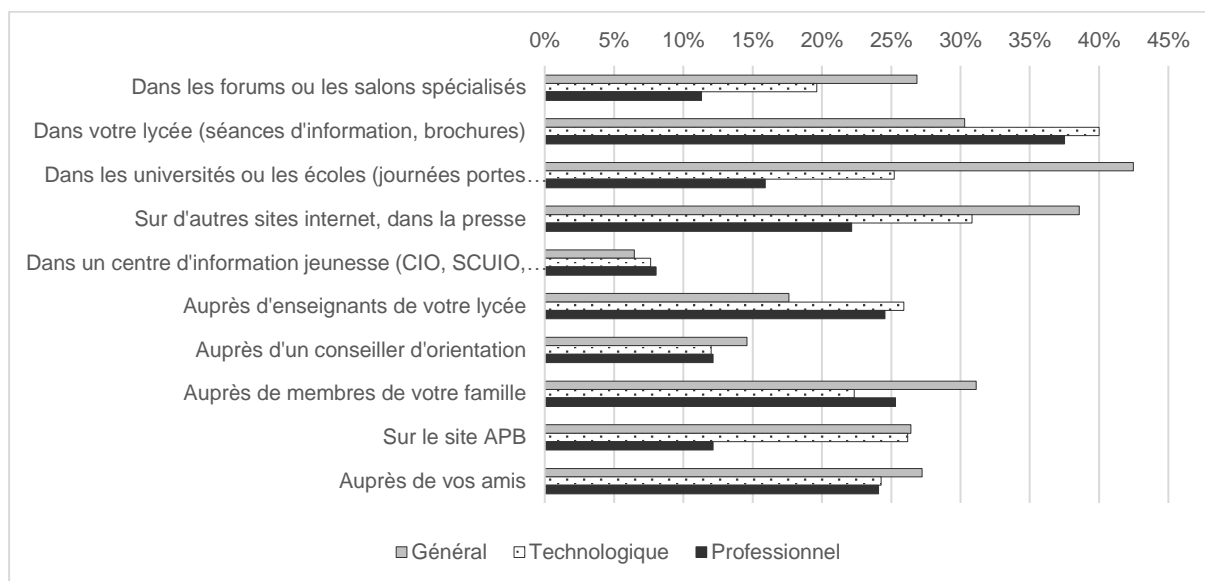 0% 5% 10% 15% 20% 25% 30% 35% 40% 45%
Dans les forums ou les salons spécialisés
Dans votre lycée (séances d'information, brochures)
Dans les universités ou les écoles (journées portes…
Sur d'autres sites internet, dans la presse
Dans un centre d'information jeunesse (CIO, SCUIO,…
Auprès d'enseignants de votre lycée
Auprès d'un conseiller d'orientation
Auprès de membres de votre famille
Sur le site APB
Auprès de vos amis
Général Technologique Professionnel